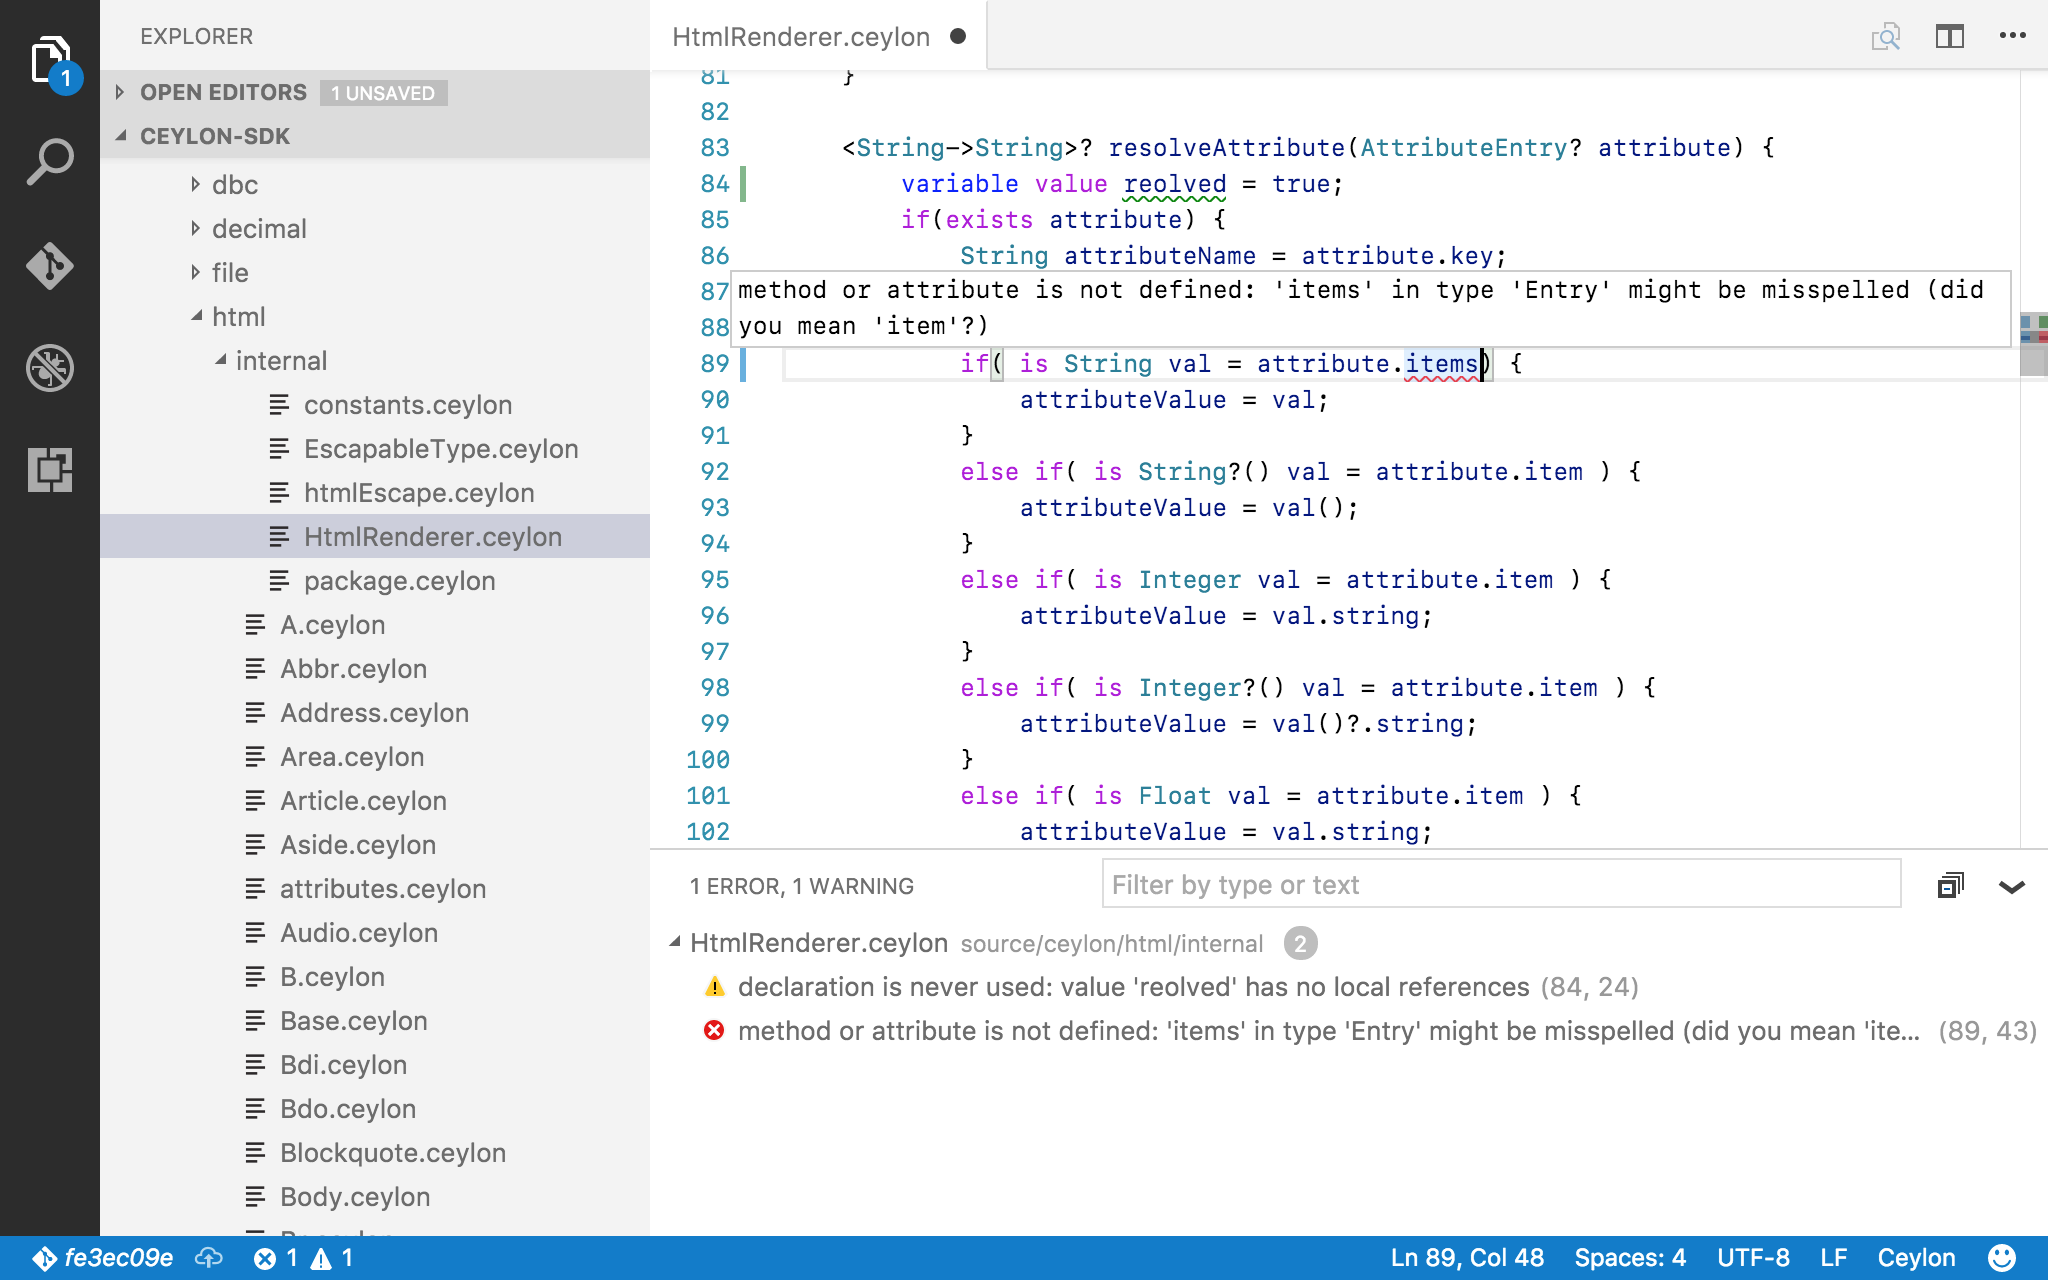 EXPLORER
1
OPEN EDITORS 1 UNSAVED
CEYLON-SDK
dbc
decimal
file
html
internal
constants.ceylon
EscapableType.ceylon
htmlEscape.ceylon
HtmlRenderer.ceylon
package.ceylon
A.ceylon
Abbr.ceylon
Address.ceylon
Area.ceylon
Article.ceylon
Aside.ceylon
attributes.ceylon
Audio.ceylon
B.ceylon
Base.ceylon
Bdi.ceylon
Bdo.ceylon
Blockquote.ceylon
Body.ceylon
HtmlRenderer.ceylon
81 }
82
83 <String->String>? resolveAttribute(AttributeEntry? attribute) {
84 variable value reolved = true;
85 if(exists attribute) {
86 String attributeName = attribute.key;
87
method or attribute is not defined: 'items' in type 'Entry' might be misspelled (did
88
you mean 'item'?)
89 if( is String val = attribute.items) {
90 attributeValue = val;
91 }
92 else if( is String?() val = attribute.item ) {
93 attributeValue = val();
94 }
95 else if( is Integer val = attribute.item ) {
96 attributeValue = val.string;
97 }
98 else if( is Integer?() val = attribute.item ) {
99 attributeValue = val()?.string;
100 }
101 else if( is Float val = attribute.item ) {
102 attributeValue = val.string;
1 ERROR, 1 WARNING
Filter by type or text
HtmlRenderer.ceylon source/ceylon/html/internal 2
declaration is never used: value 'reolved' has no local references (84, 24)
method or attribute is not defined: 'items' in type 'Entry' might be misspelled (did you mean 'ite... (89, 43)
fe3ec09e 1 1 Ln 89, Col 48 Spaces: 4 UTF-8 LF Ceylon